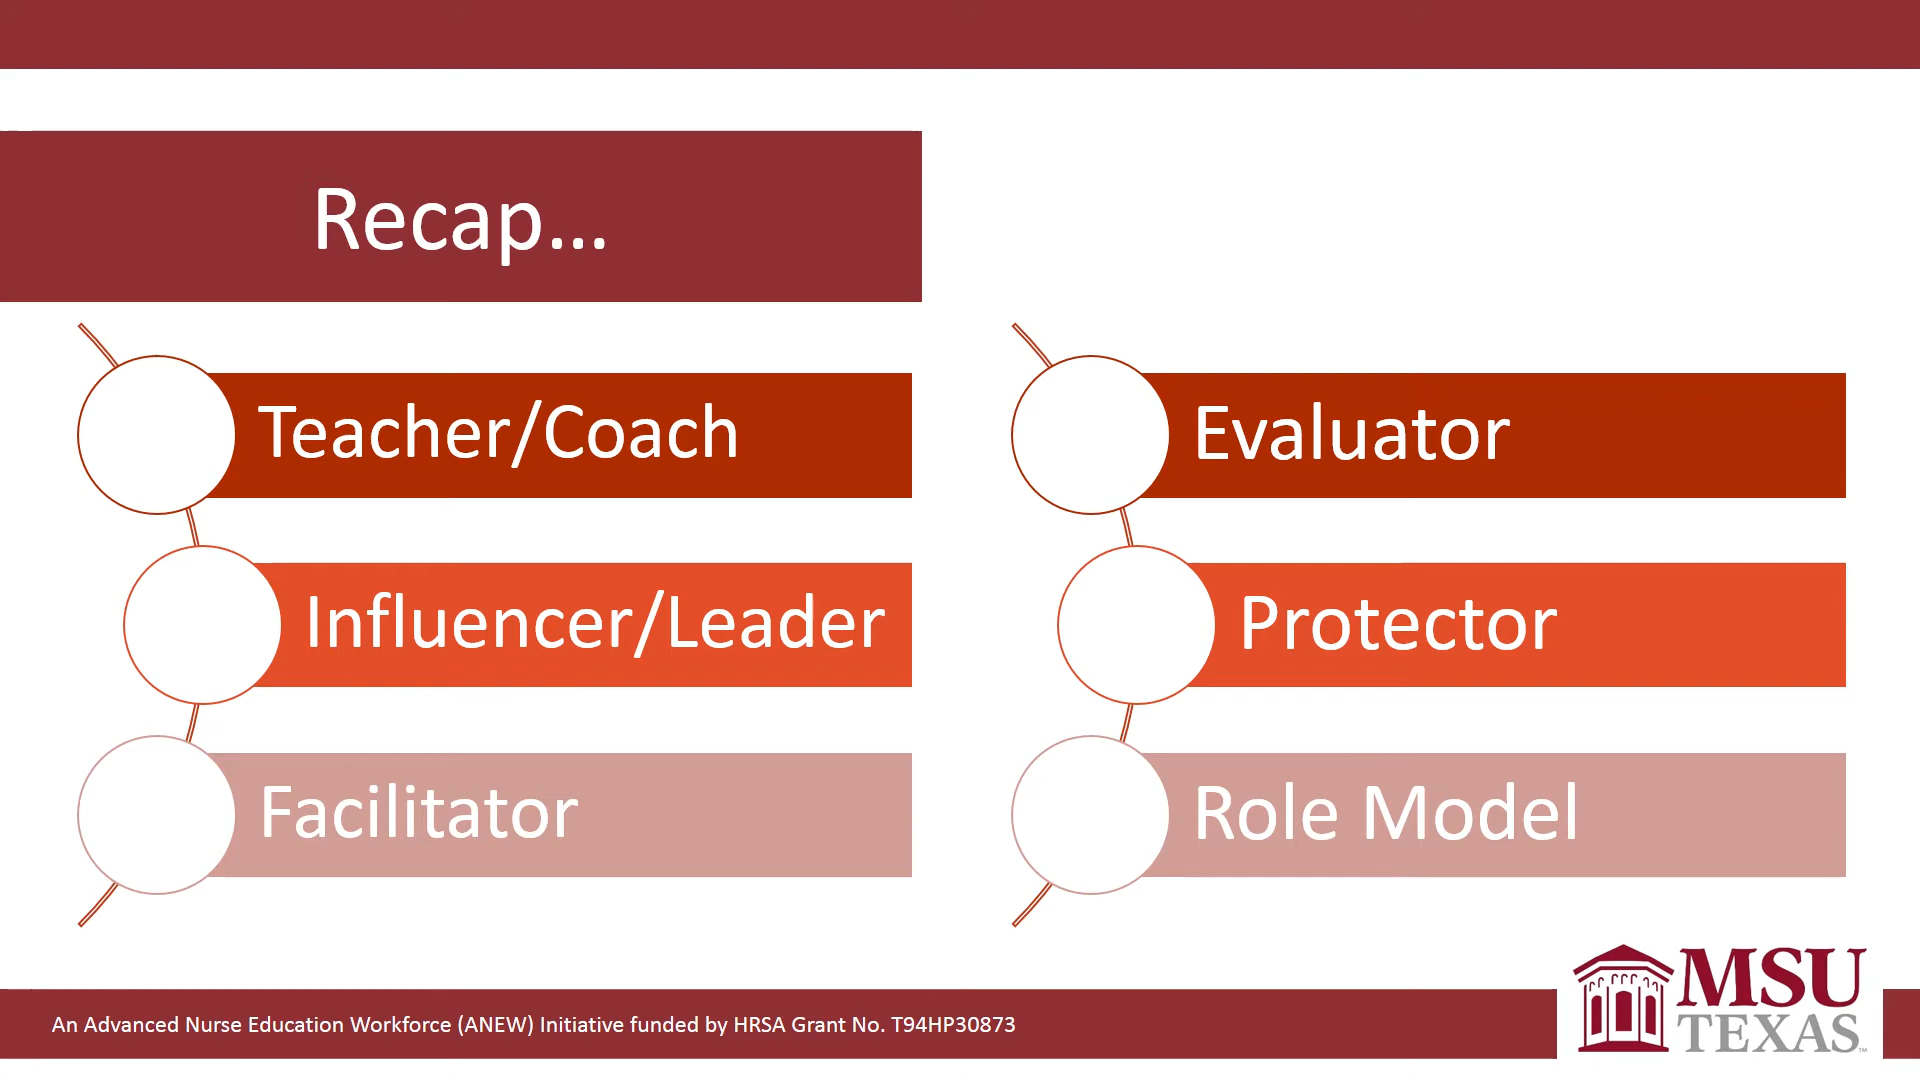 Recap...
Teacher/Coach
Influencer/Leader
Facilitator
Evaluator
Protector
Role Model
An Advanced Nurse Education Workforce (ANEW) Initiative funded by HRSA Grant No. T94HP30873
MSU
TEXAS™